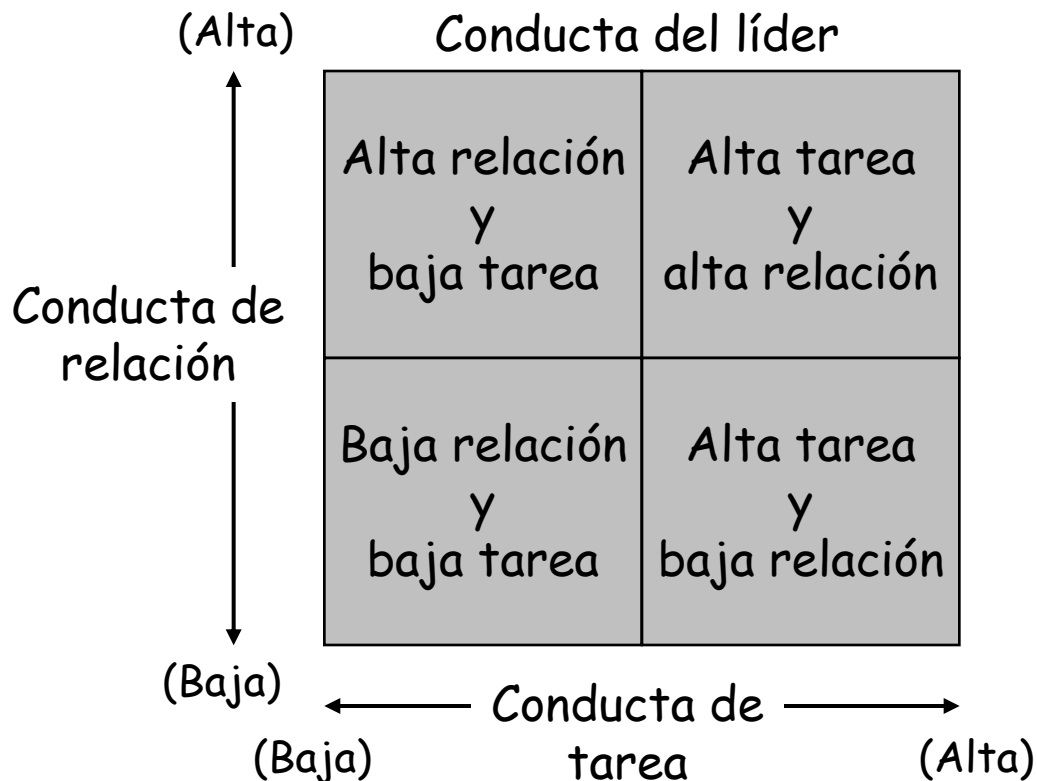 (Alta)
Conducta del líder
Alta relación
y
baja tarea
Alta tarea
y
alta relación
Conducta de
relación
Baja relación
y
baja tarea
Alta tarea
y
baja relación
(Baja)
(Baja)
Conducta de
tarea
(Alta)